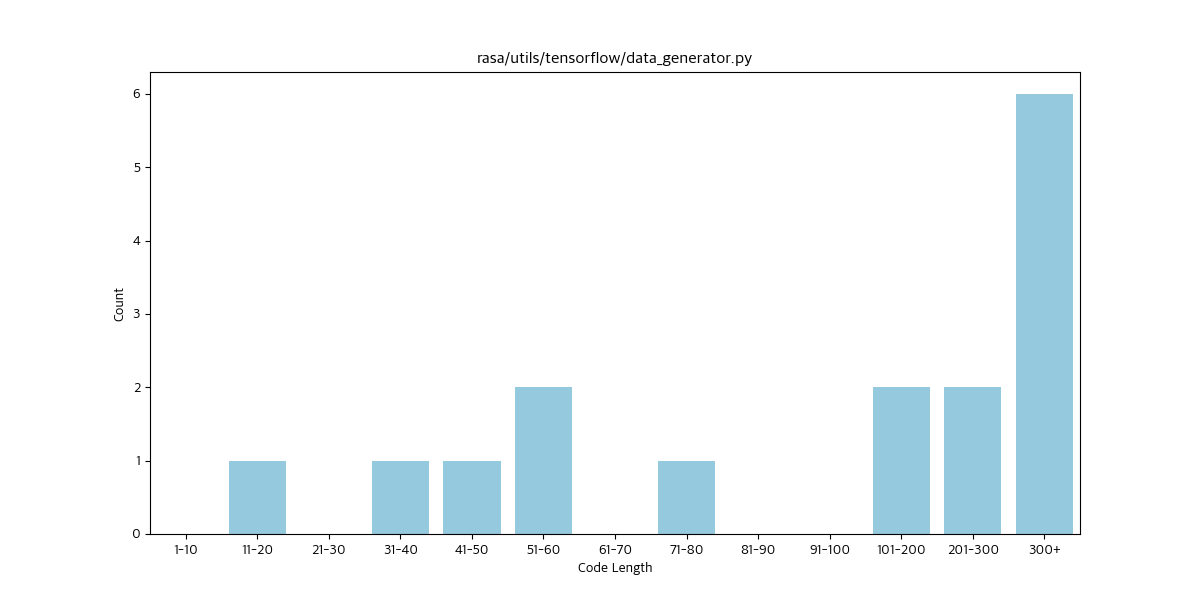 rasa/utils/tensorflow/data_generator.py
6
5
4
3
2
1
0
Count
1-10 11-20 21-30 31-40 41-50 51-60 61-70 71-80 81-90 91-100 101-200 201-300 300+
Code Length